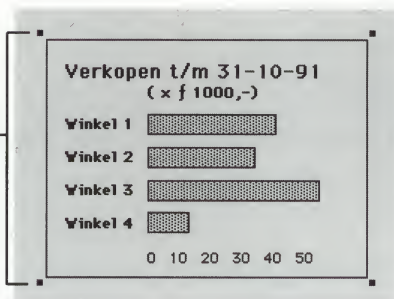 Verkopen t/m 31-10-91
( x ƒ 1000,-)
Winkel 1
Winkel 2
Winkel 3
Winkel 4
0 10 20 30 40 50